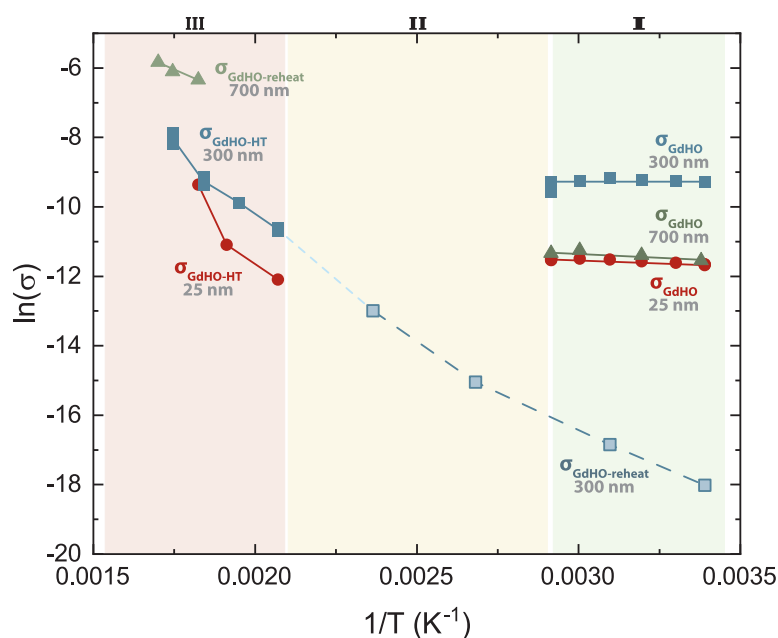 III II I
-6
-8
-10
-12
-14
-16
-18
-20
ln(σ)
σGdHO-reheat
700 nm
σGdHO-HT
300 nm
σGdHO-HT
25 nm
σGdHO
300 nm
σGdHO
700 nm
σGdHO
25 nm
σGdHO-reheat
300 nm
0.0015 0.0020 0.0025 0.0030 0.0035
1/T (K⁻¹)